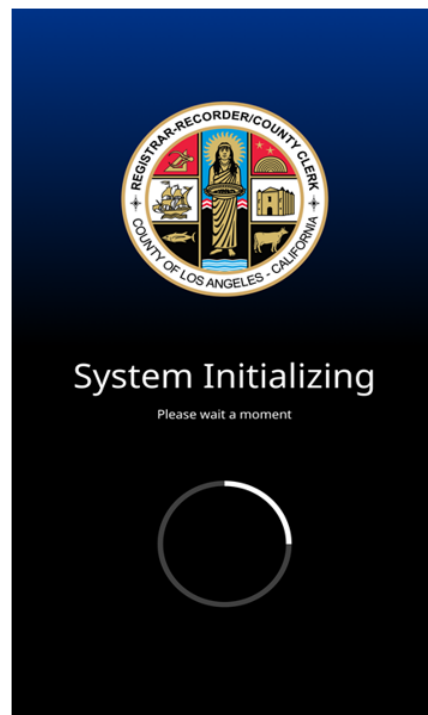 REGISTRAR-RECORDER/COUNTY CLERK
COUNTY OF LOS ANGELES - CALIFORNIA
System Initializing
Please wait a moment